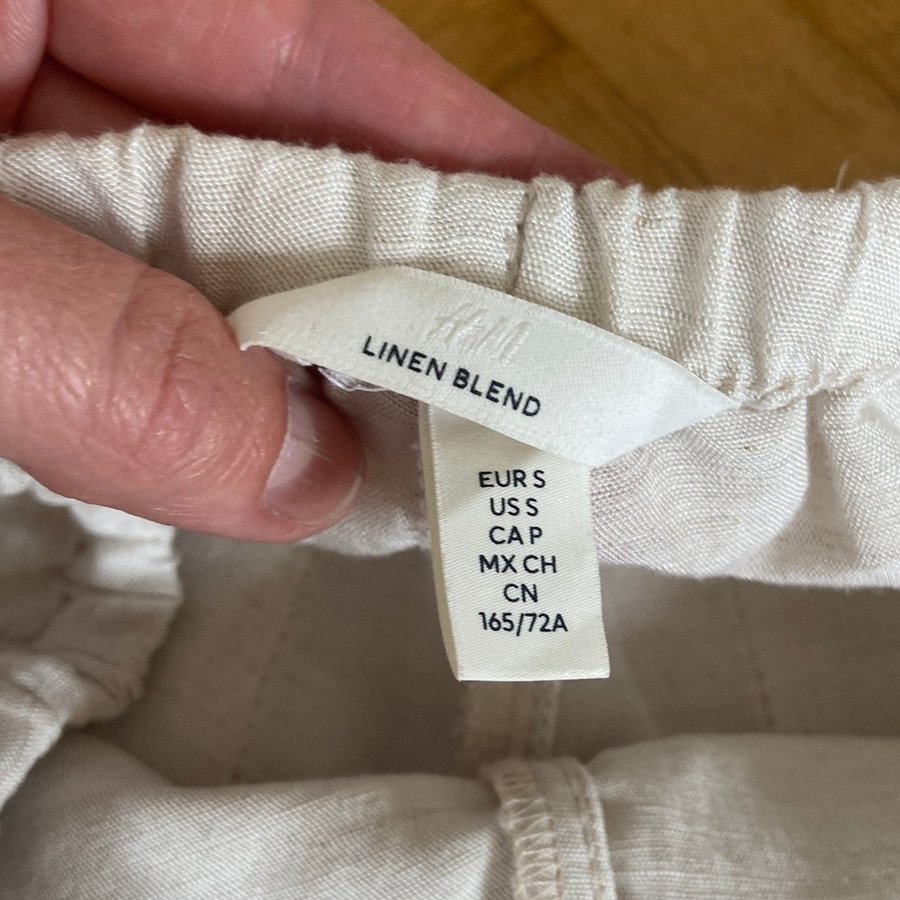 H&M
LINEN BLEND
EUR S
US S
CA P
MX CH
CN
165/72A